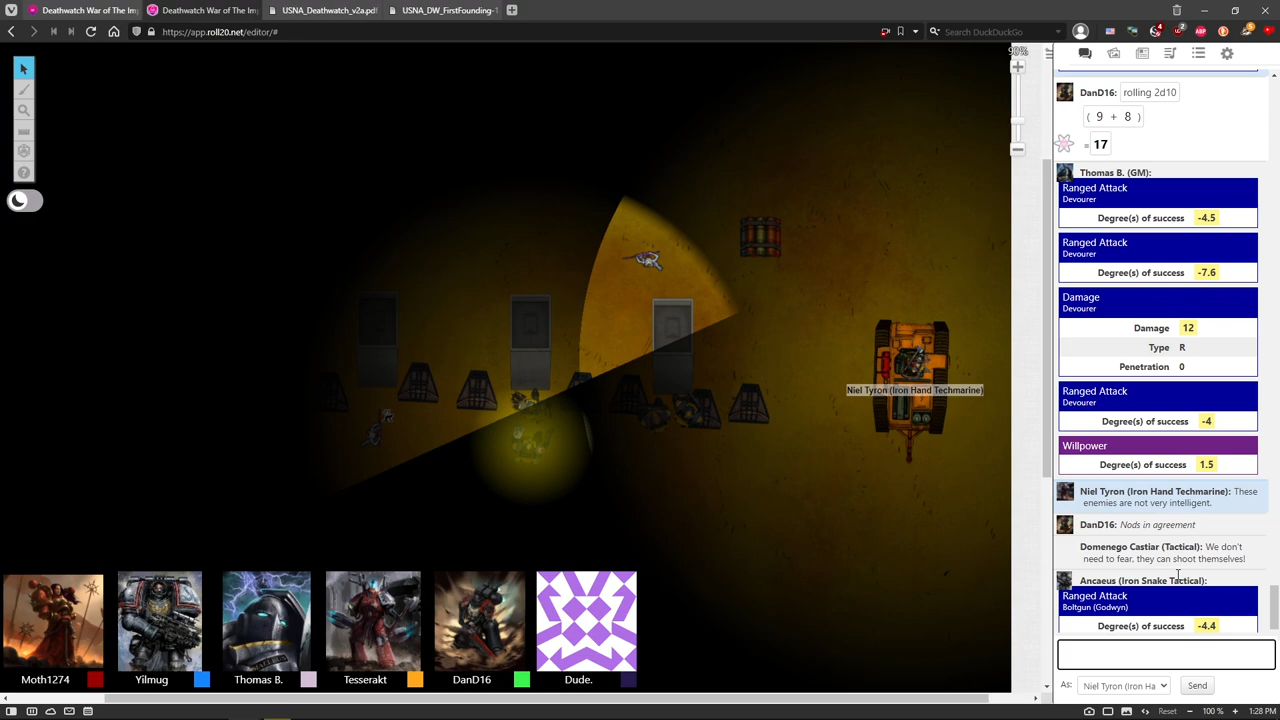 Deathwatch War of The Im
Deathwatch War of The Im
USNA_Deathwatch_v2a.pdf
USNA_DW_FirstFounding-1
https://app.roll20.net/editor/#
Search DuckDuckGo
90%
DanD16: rolling 2d10
( 9 + 8 )
= 17
Thomas B. (GM):
Ranged Attack
Devourer
Degree(s) of success -4.5
Ranged Attack
Devourer
Degree(s) of success -7.6
Damage
Devourer
Damage 12
Type R
Penetration 0
Ranged Attack
Devourer
Degree(s) of success -4
Willpower
Degree(s) of success 1.5
Niel Tyron (Iron Hand Techmarine): These
enemies are not very intelligent.
DanD16: Nods in agreement
Domenego Castiar (Tactical): We don't
need to fear, they can shoot themselves!
Ancaeus (Iron Snake Tactical):
Ranged Attack
Boltgun (Godwyn)
Degree(s) of success -4.4
Niel Tyron (Iron Hand Techmarine)
Moth1274
Yilmug
Thomas B.
Tesserakt
DanD16
Dude.
As: Niel Tyron (Iron Ha
Send
Reset
100 %
1:28 PM